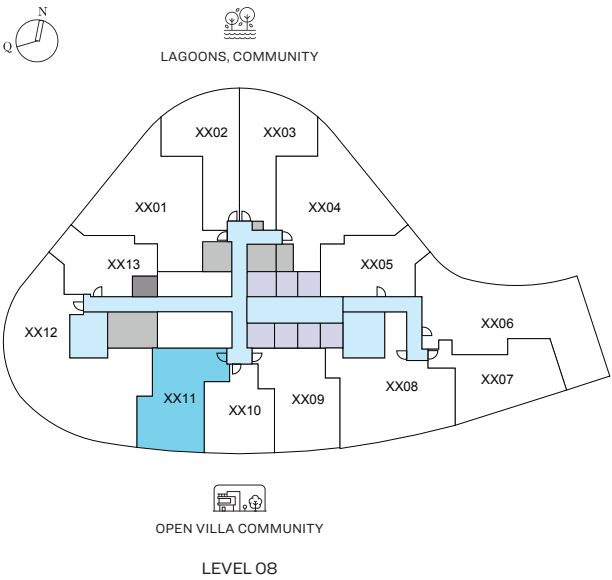 N
Q
LAGOONS, COMMUNITY
XX02 XX03
XX01 XX04
XX13 XX05
XX12 XX06
XX11 XX10 XX09 XX08 XX07
OPEN VILLA COMMUNITY
LEVEL 08